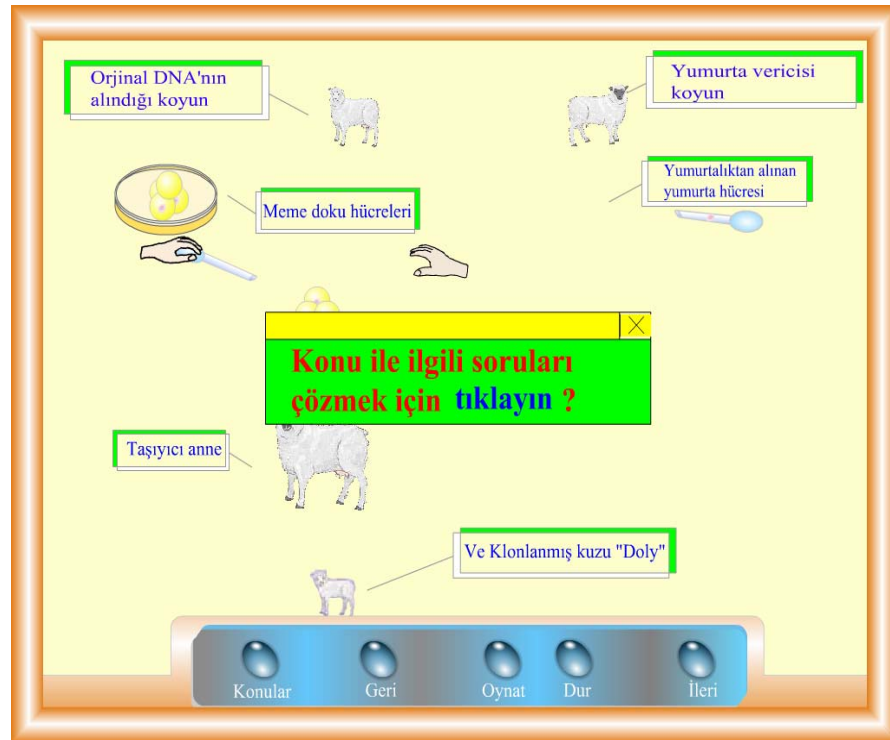 Orjinal DNA'nın
alındığı koyun
Yumurta vericisi
koyun
Yumurtalıktan alınan
yumurta hücresi
Meme doku hücreleri
Konu ile ilgili soruları
çözmek için tıklayın ?
Taşıyıcı anne
Ve Klonlanmış kuzu "Doly"
Konular
Geri
Oynat
Dur
İleri